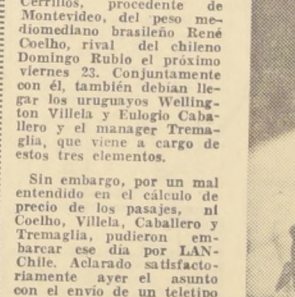 Cerrillos, procedente de
Montevideo, del peso me-
diomediano brasileño René
Coelho, rival del chileno
Domingo Rubio el próximo
viernes 23. Conjuntamente
con él, también debían lle-
gar los uruguayos Welling-
ton Villela y Eulogio Caba-
llero y el manager Trema-
glia, que viene a cargo de
estos tres elementos.
Sin embargo, por un mal
entendido en el cálculo de
precio de los pasajes, ni
Coelho, Villela, Caballero y
Tremaglia, pudieron em-
barcar ese día por LAN-
Chile. Aclarado satisfacto-
riamente ayer el asunto
con el envío de un teletipo